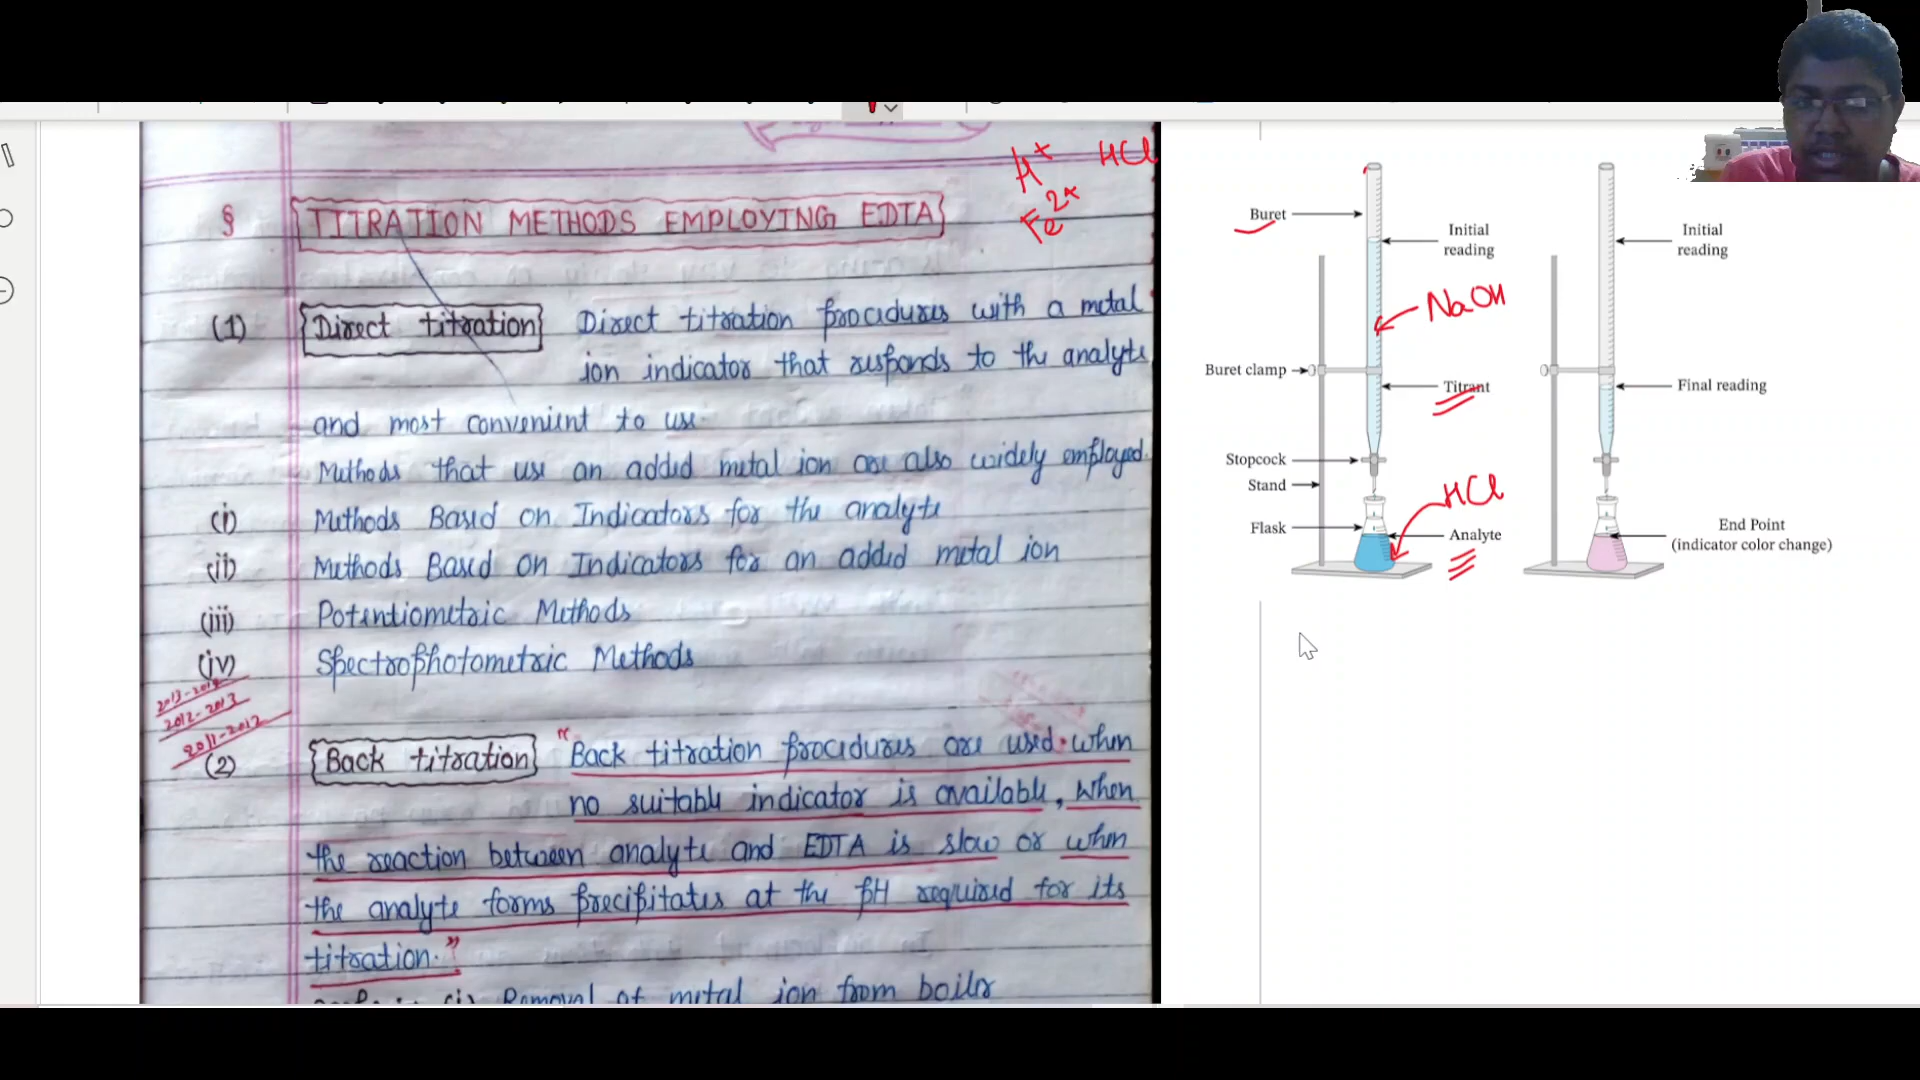 H+ HCl
Fe2+
§ TITRATION METHODS EMPLOYING EDTA
(1) Direct titration Direct titration procedures with a metal
ion indicator that responds to the analyte
and most convenient to use
Methods that use an added metal ion are also widely employed.
(i) Methods Based on Indicators for the analyte
(ii) Methods Based on Indicators for an added metal ion
(iii) Potentiometric Methods
(iv) Spectrophotometric Methods
2012-2013
2011-2012
(2) Back titration "Back titration procedures are used when
no suitable indicator is available, when
the reaction between analyte and EDTA is slow or when
the analyte forms precipitates at the pH required for its
titration."
(i) Removal of metal ion from boiler
Buret
Initial
reading
NaOH
Buret clamp
Titrant
Stopcock
Stand
HCl
Flask
Analyte
Initial
reading
Final reading
End Point
(indicator color change)